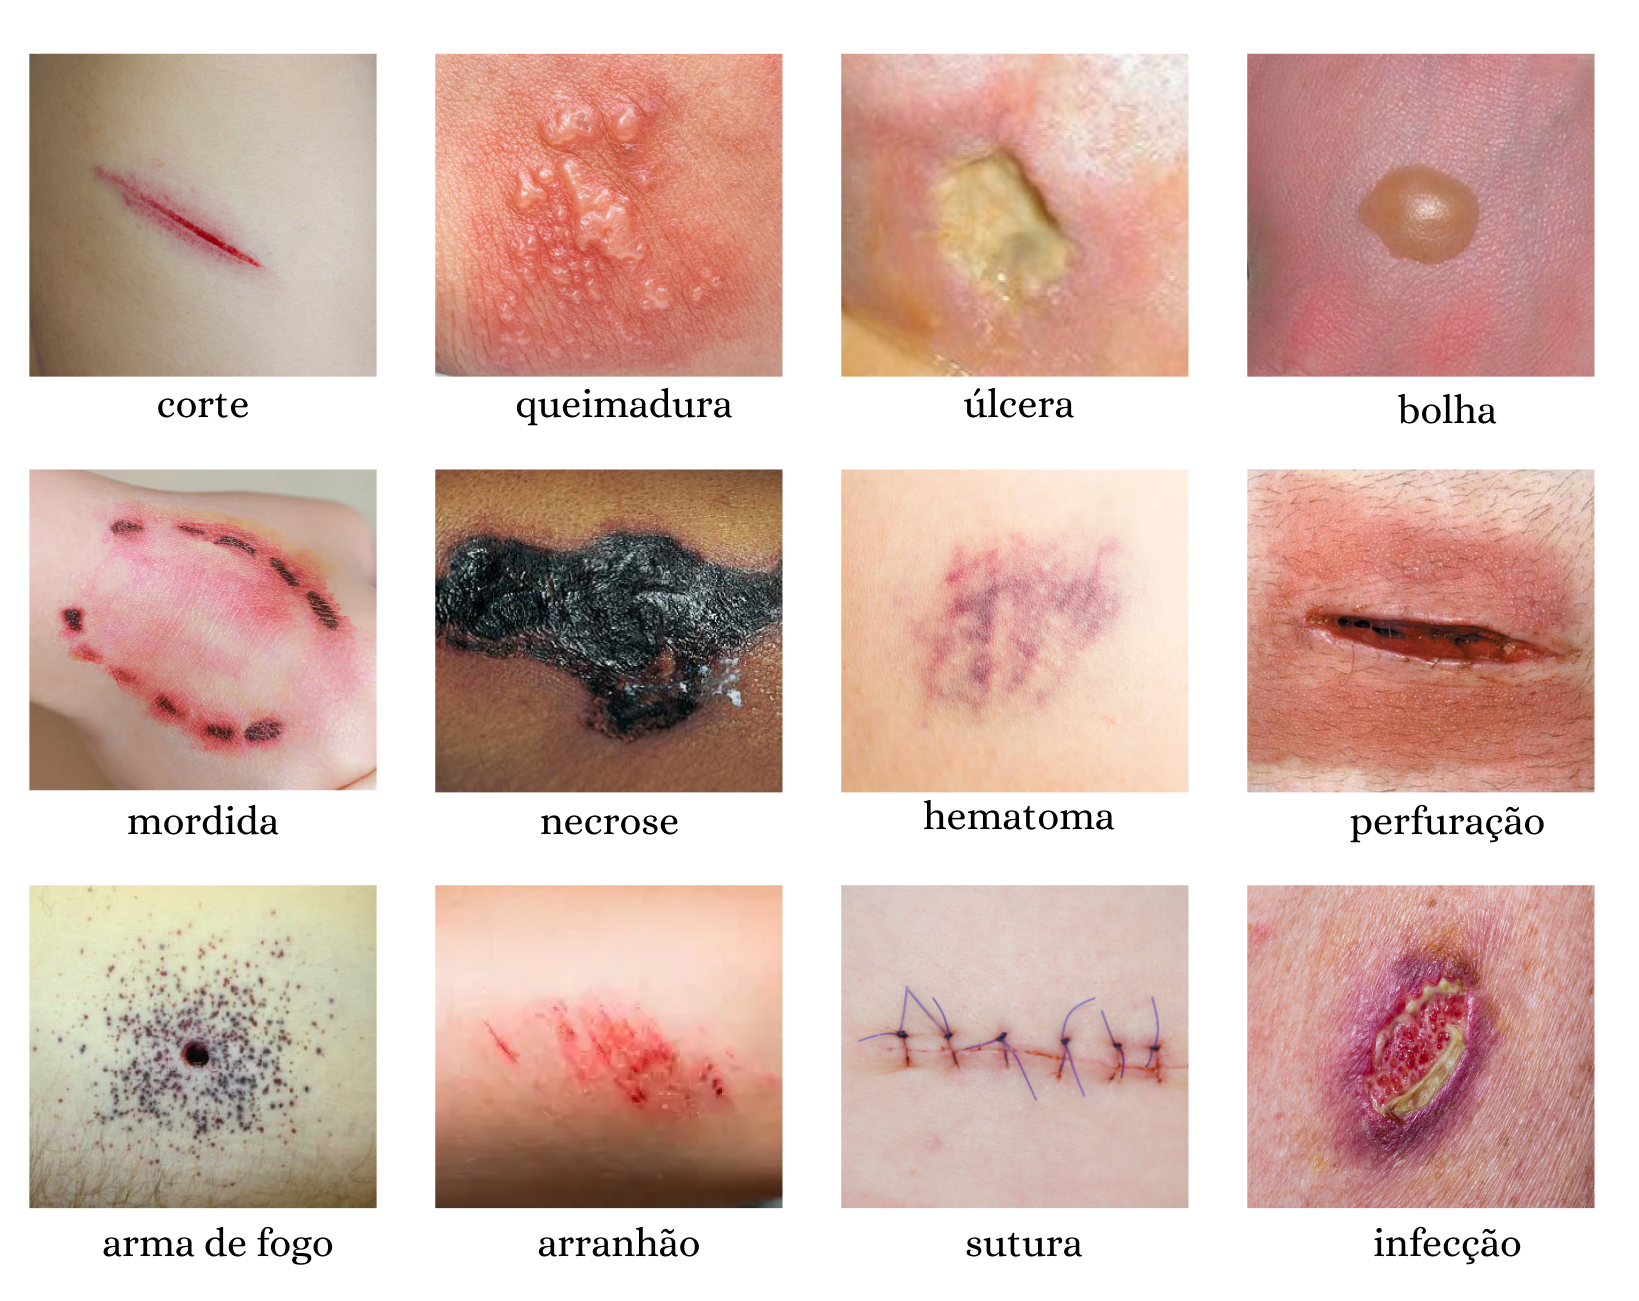 corte
queimadura
úlcera
bolha
mordida
necrose
hematoma
perfuração
arma de fogo
arranhão
sutura
infecção